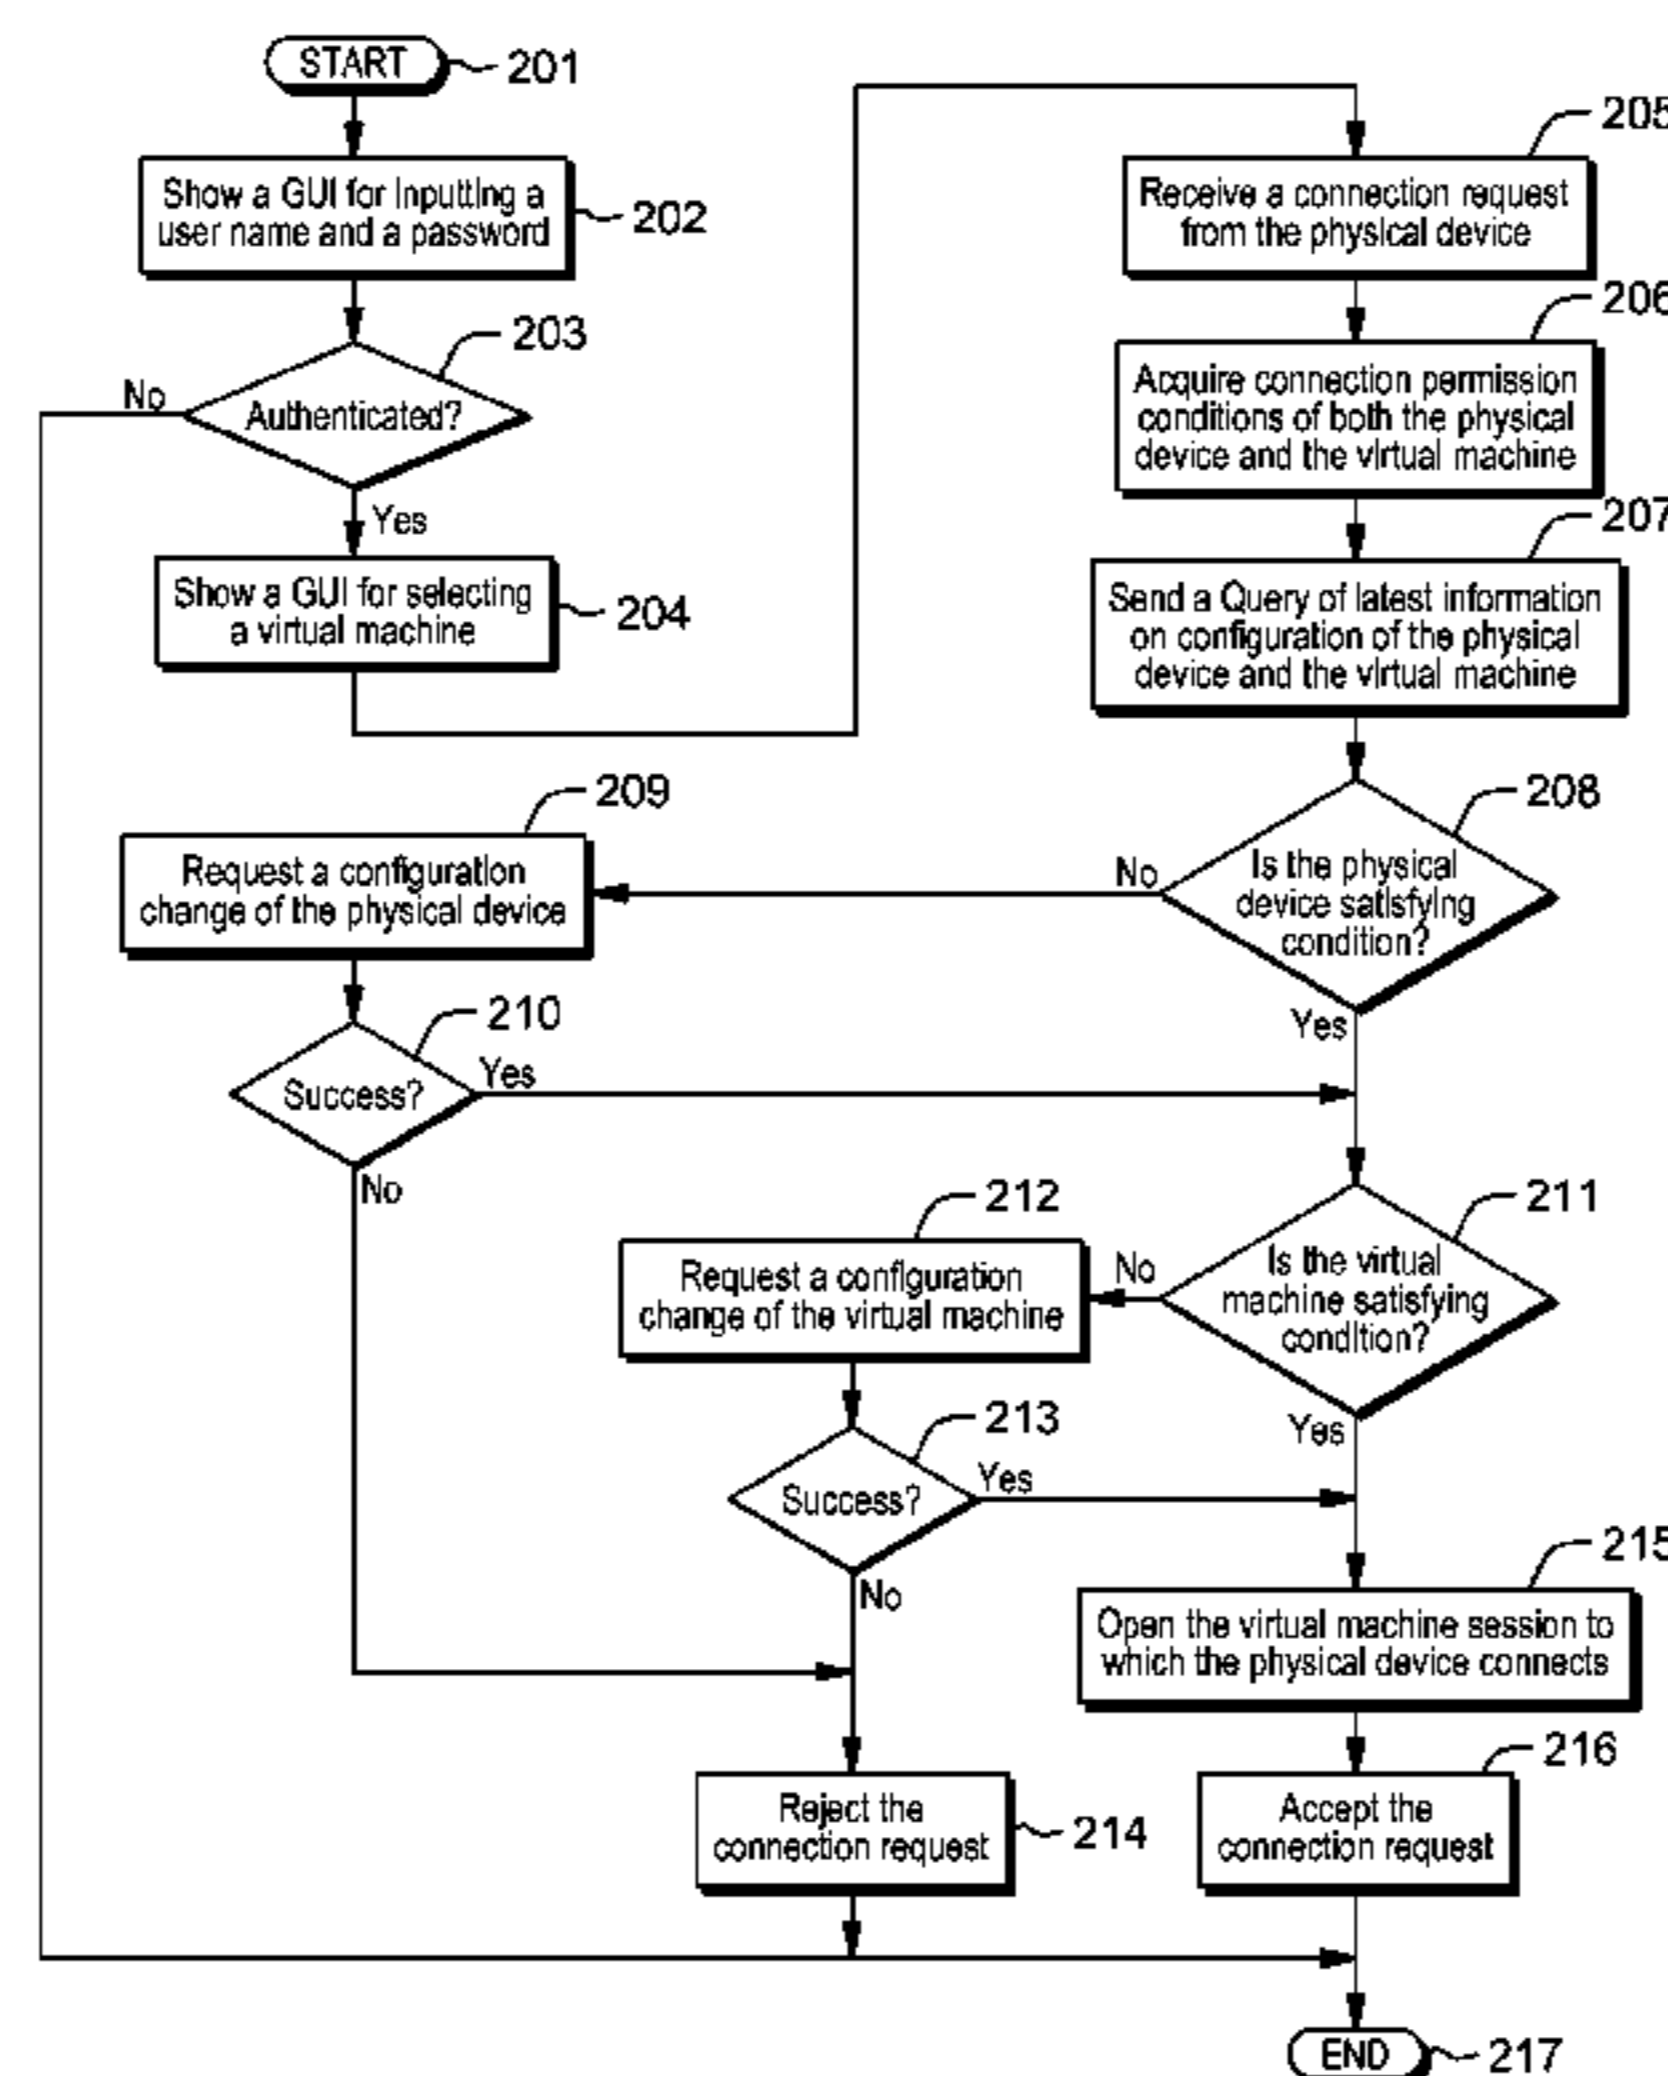 START
201
Show a GUI for Inputting a
user name and a password
202
203
No
Authenticated?
Yes
Show a GUI for selecting
a virtual machine
204
205
Receive a connection request
from the physical device
206
Acquire connection permission
conditions of both the physical
device and the virtual machine
207
Send a Query of latest information
on configuration of the physical
device and the virtual machine
208
No
Is the physical
device satisfying
condition?
Yes
209
Request a configuration
change of the physical device
210
Success?
Yes
No
211
No
Is the virtual
machine satisfying
condition?
Yes
212
Request a configuration
change of the virtual machine
213
Success?
Yes
No
215
Open the virtual machine session to
which the physical device connects
Reject the
connection request
214
216
Accept the
connection request
END
217